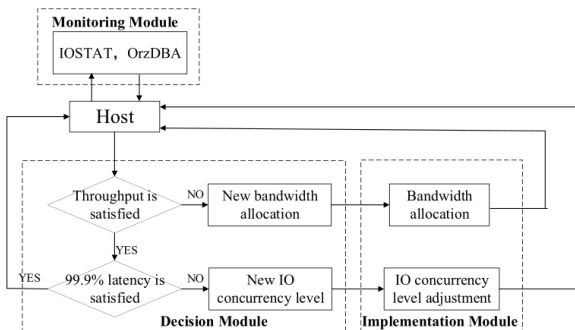 Monitoring Module
IOSTAT，OrzDBA
Host
Throughput is
satisfied
NO
New bandwidth
allocation
Bandwidth
allocation
YES
YES
99.9% latency is
satisfied
NO
New IO
concurrency level
IO concurrency
level adjustment
Decision Module
Implementation Module